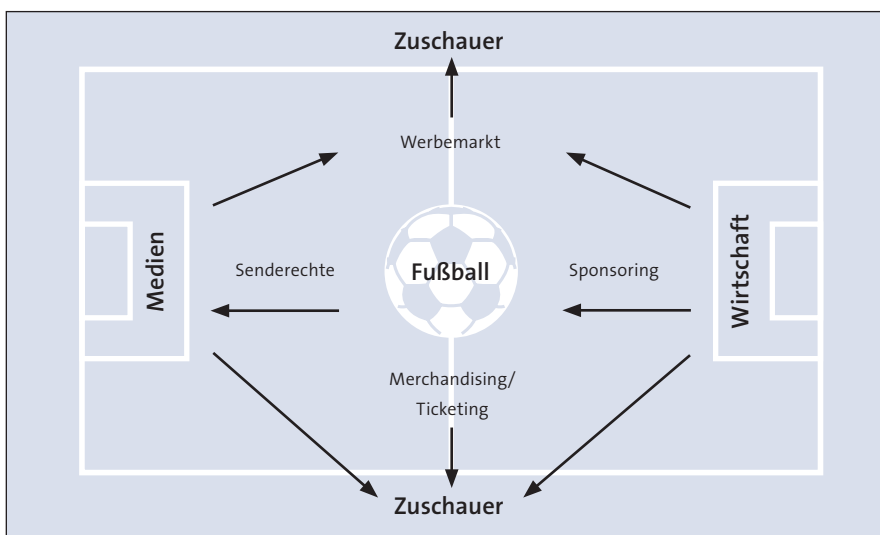 Zuschauer
Werbemarkt
Medien
Senderechte
Fußball
Sponsoring
Wirtschaft
Merchandising/
Ticketing
Zuschauer